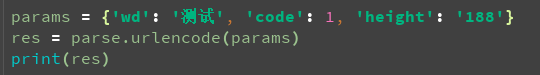 params = {'wd': '测试', 'code': 1, 'height': '188'}
res = parse.urlencode(params)
print(res)